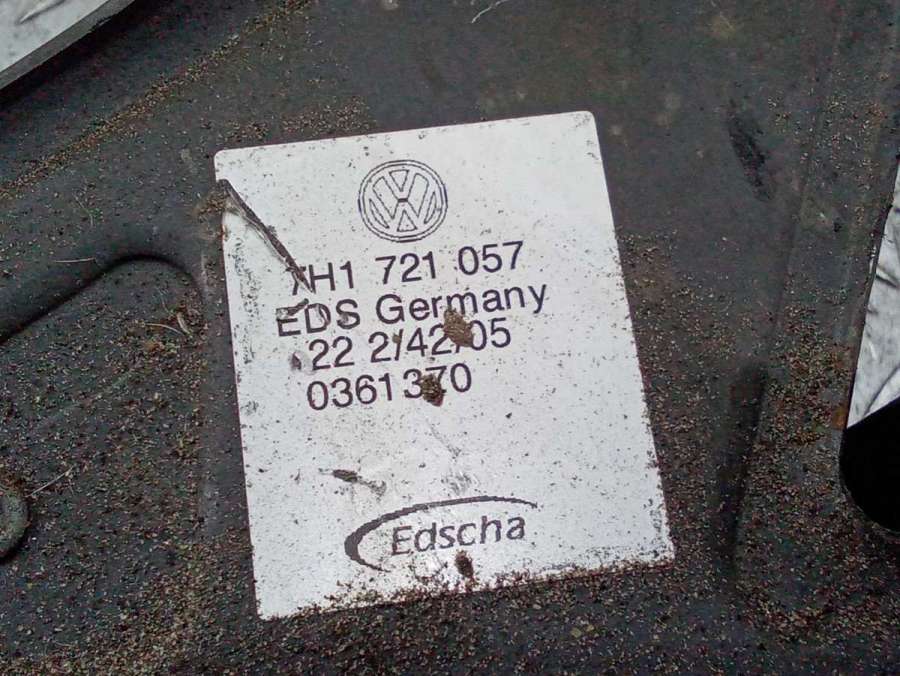 7H1 721 057
EDS Germany
22 2/42/05
0361370
Edscha